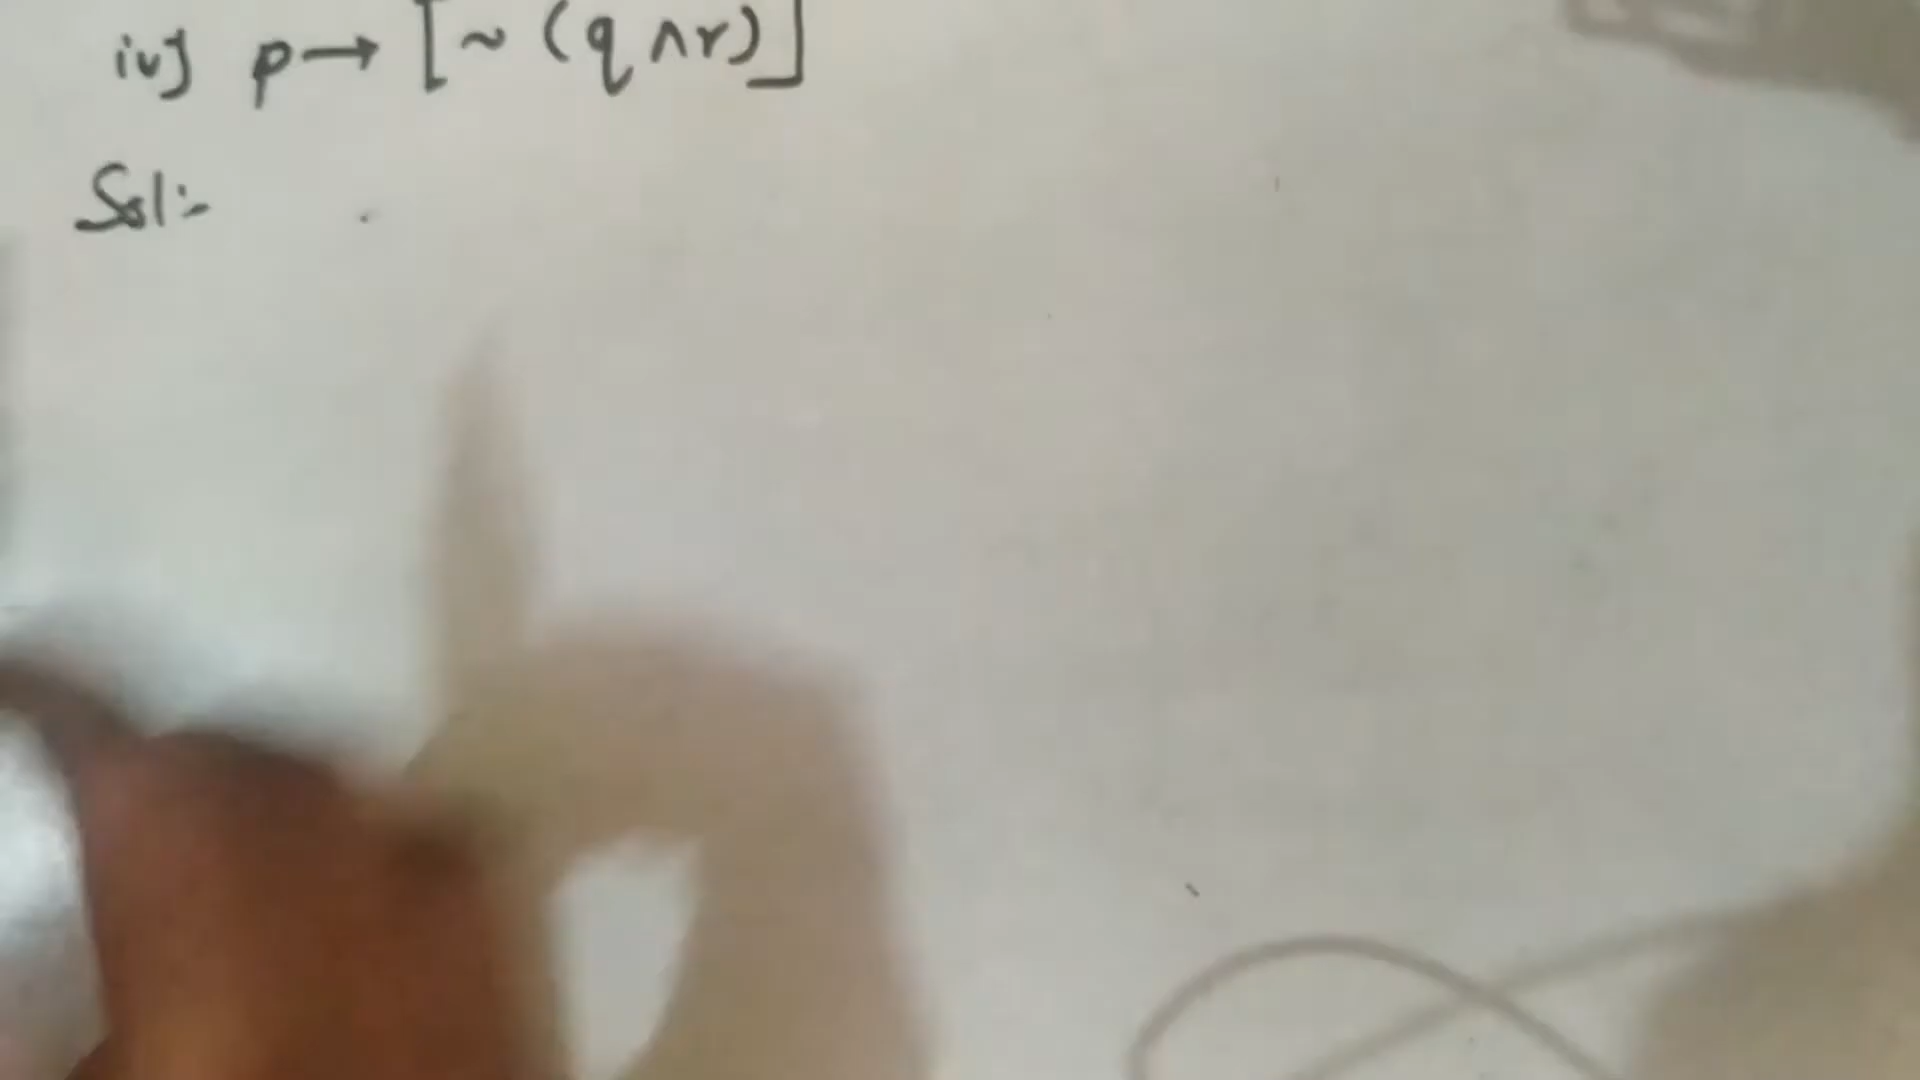 iv] p→ [~ (q ∧ r)]
Sol:-